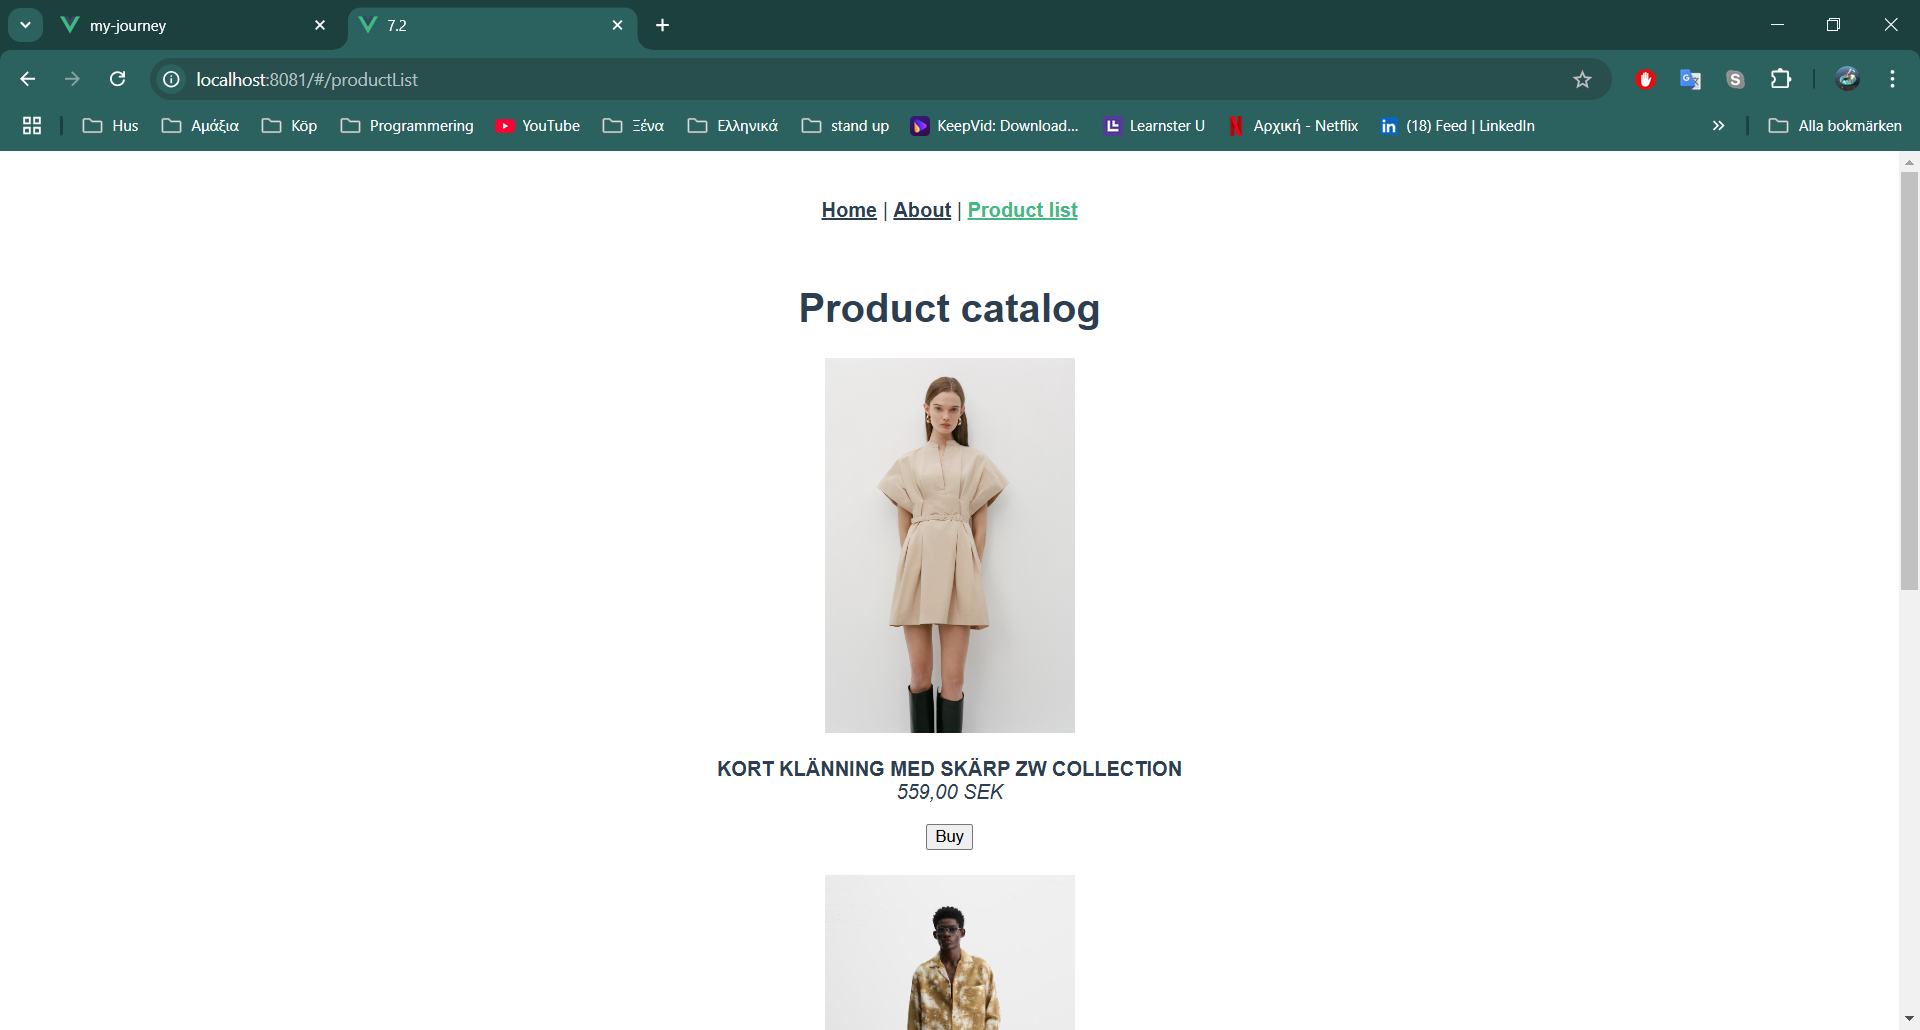 my-journey
7.2
localhost:8081/#/productList
Hus
Αμάξια
Köp
Programmering
YouTube
Ξένα
Ελληνικά
stand up
KeepVid: Download...
Learnster U
Αρχική - Netflix
(18) Feed | LinkedIn
Alla bokmärken
Home | About | Product list
Product catalog
KORT KLÄNNING MED SKÄRP ZW COLLECTION
559,00 SEK
Buy